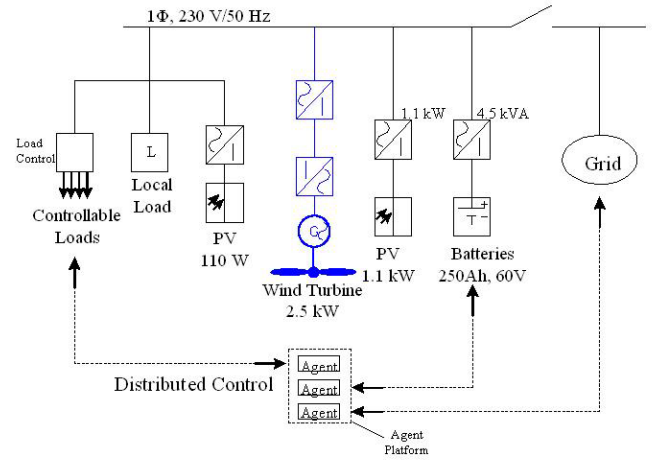 1Φ, 230 V/50 Hz
1.1 kW
4.5 kVA
Load
Control
L
Local
Load
Controllable
Loads
PV
110 W
G
Wind Turbine
2.5 kW
PV
1.1 kW
+
-
Batteries
250Ah, 60V
Grid
Distributed Control
Agent
Agent
Agent
Agent
Platform